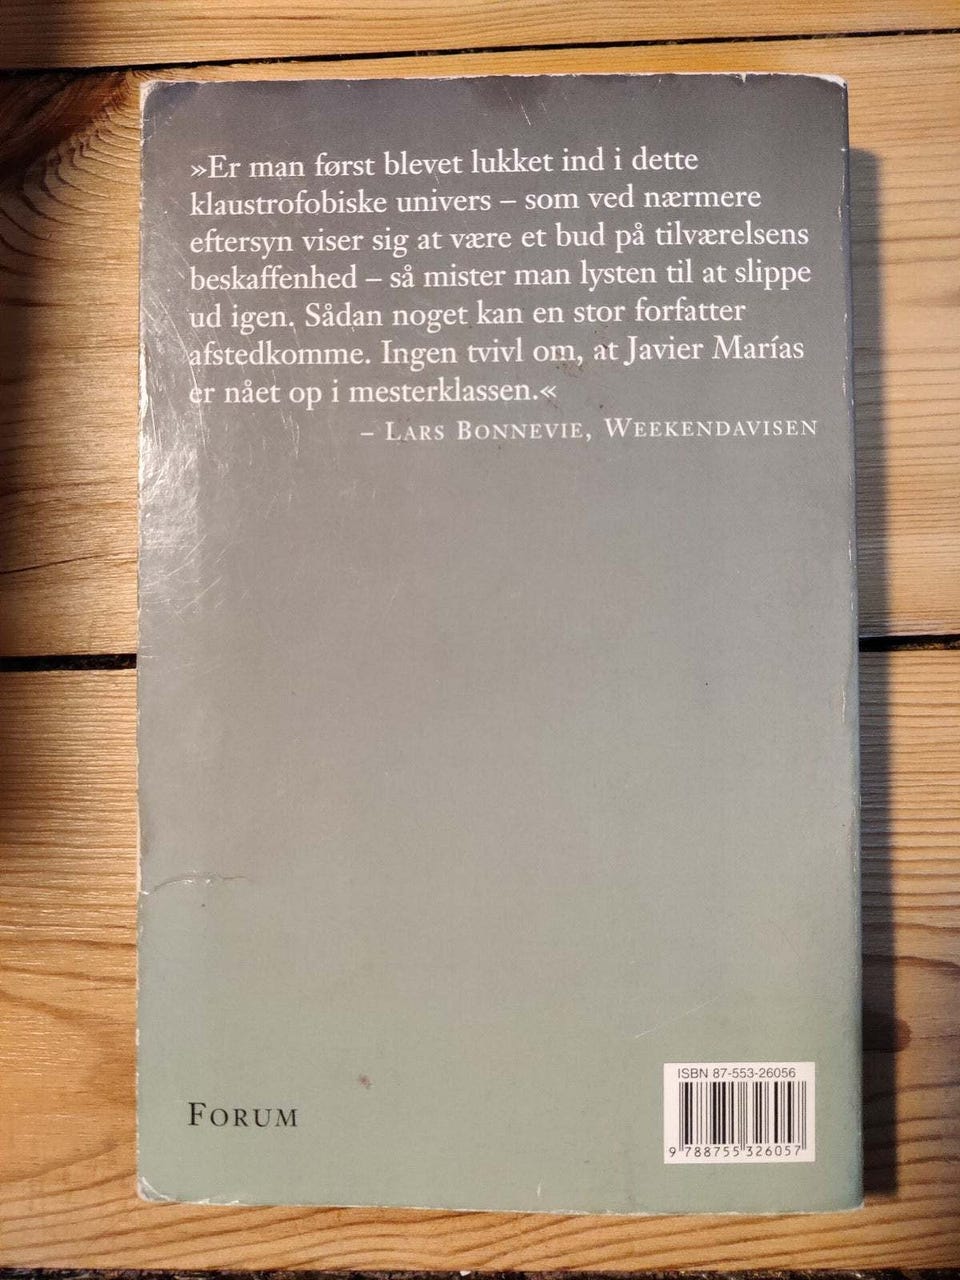 »Er man først blevet lukket ind i dette
klaustrofobiske univers – som ved nærmere
eftersyn viser sig at være et bud på tilværelsens
beskaffenhed – så mister man lysten til at slippe
ud igen. Sådan noget kan en stor forfatter
afstedkomme. Ingen tvivl om, at Javier Marías
er nået op i mesterklassen.«
– LARS BONNEVIE, WEEKENDAVISEN
FORUM
ISBN 87-553-26056
9 788755 326057